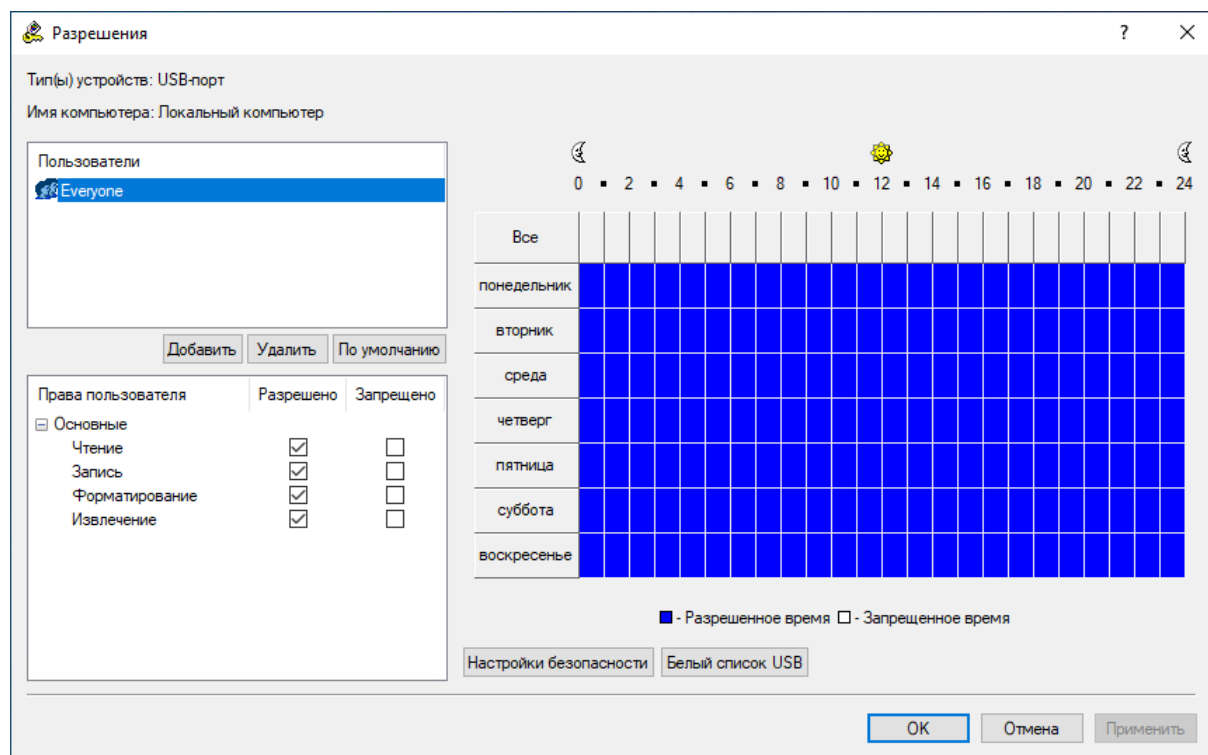 Разрешения
Тип(ы) устройств: USB-порт
Имя компьютера: Локальный компьютер
Пользователи
Everyone
Добавить Удалить По умолчанию
Права пользователя Разрешено Запрещено
Основные
Чтение
Запись
Форматирование
Извлечение
0 2 4 6 8 10 12 14 16 18 20 22 24
Все
понедельник
вторник
среда
четверг
пятница
суббота
воскресенье
- Разрешенное время - Запрещенное время
Настройки безопасности Белый список USB
OK Отмена Применить